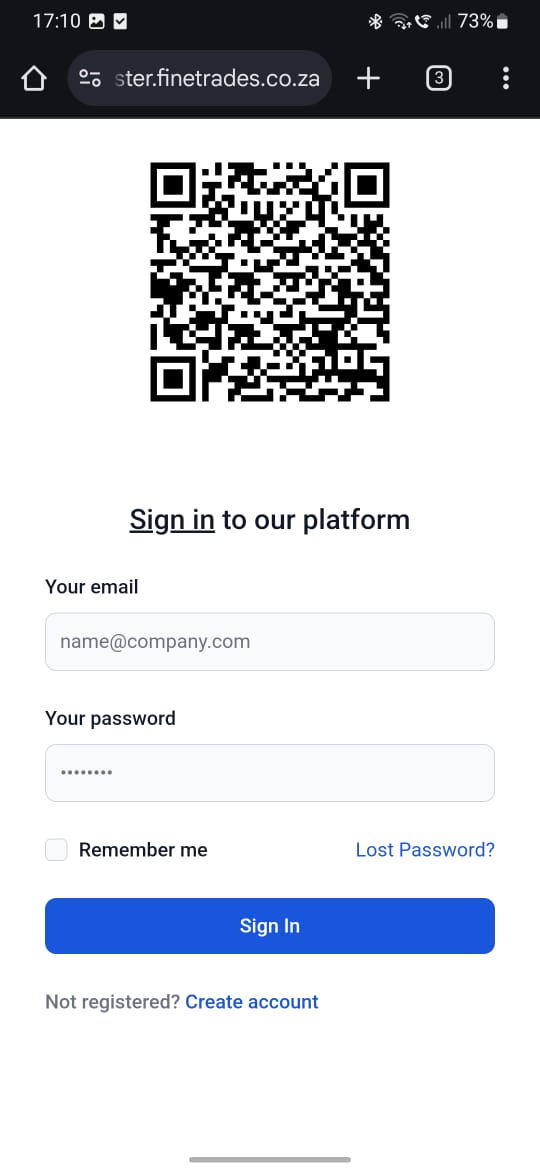 17:10 73%
ster.finetrades.co.za 3
Sign in to our platform
Your email
name@company.com
Your password
••••••••
Remember me Lost Password?
Sign In
Not registered? Create account